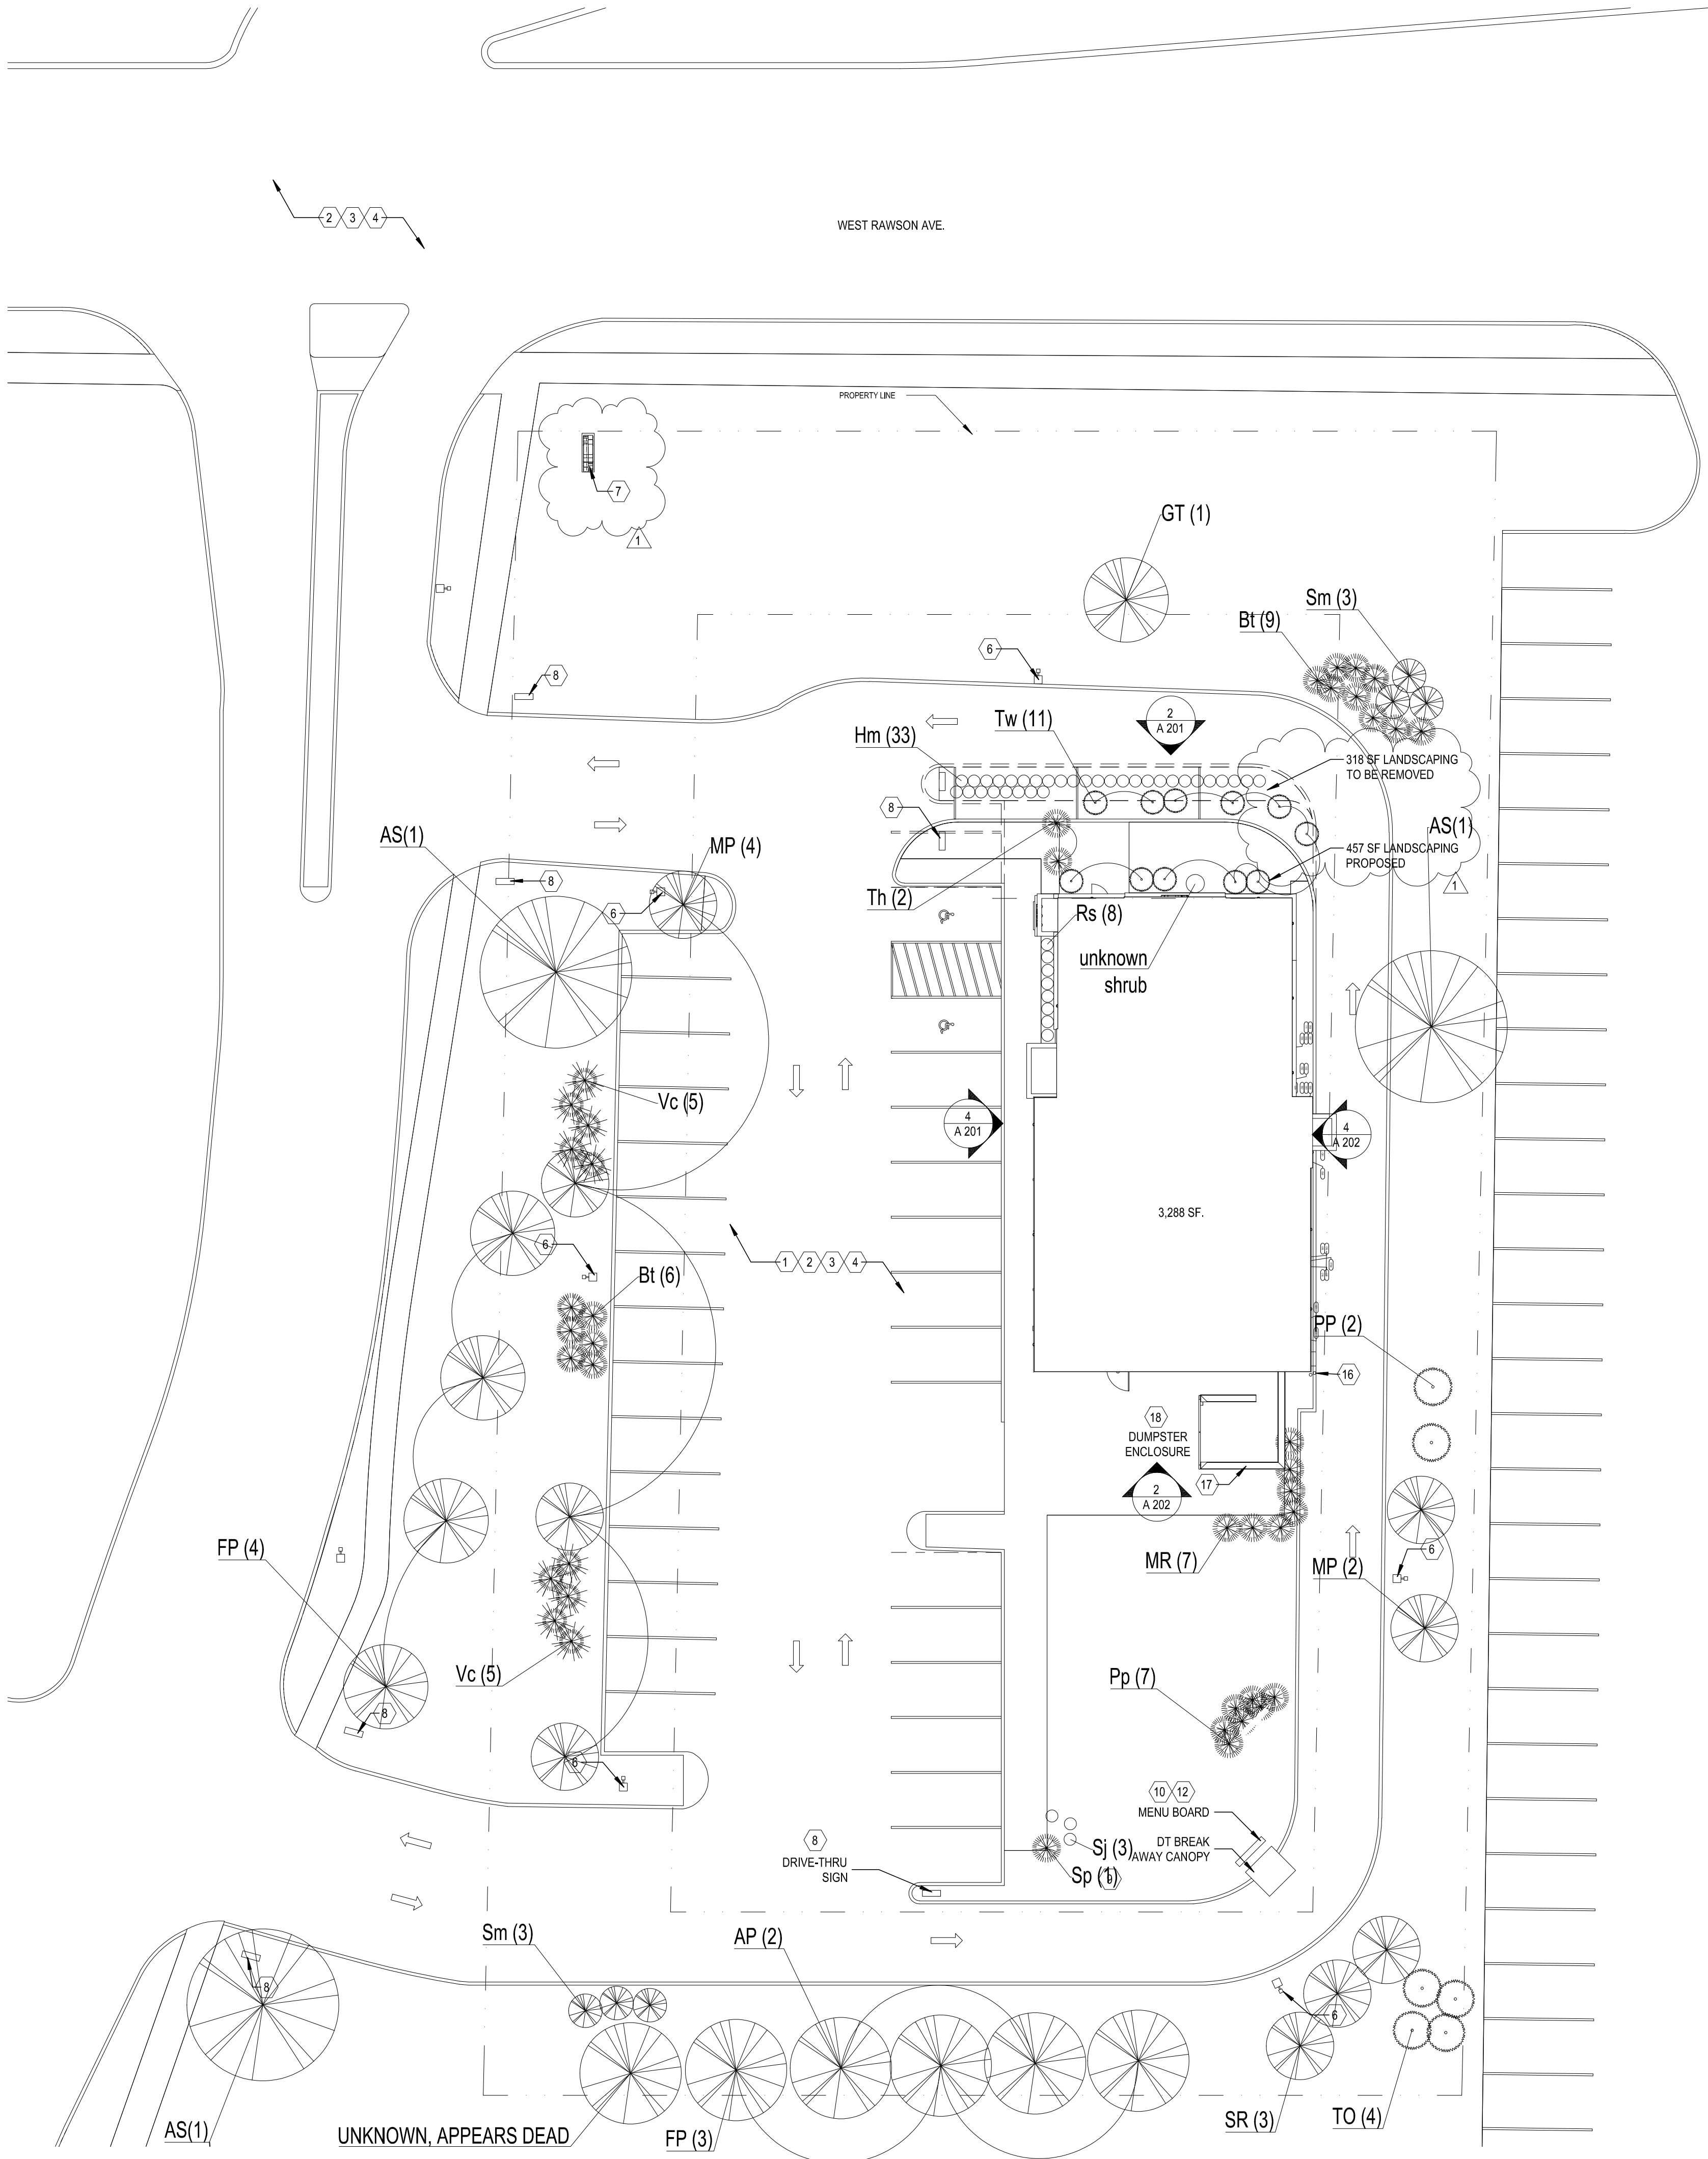 2 3 4
WEST RAWSON AVE.
PROPERTY LINE
7
1
GT (1)
Sm (3)
Bt (9)
6
8
2
A 201
Tw (11)
Hm (33)
318 SF LANDSCAPING
TO BE REMOVED
8
AS(1)
AS(1)
MP (4)
457 SF LANDSCAPING
PROPOSED
1
8
6
Th (2)
Rs (8)
unknown
shrub
Vc (5)
4
A 201
4
A 202
3,288 SF.
6
1 2 3 4
Bt (6)
PP (2)
16
18
DUMPSTER
ENCLOSURE
17
2
A 202
FP (4)
MR (7)
6
MP (2)
Vc (5)
Pp (7)
8
6
10 12
MENU BOARD
8
DRIVE-THRU
SIGN
DT BREAK
AWAY CANOPY
Sj (3)
Sp (1)
9
Sm (3)
AP (2)
8
6
AS(1)
UNKNOWN, APPEARS DEAD
FP (3)
SR (3)
TO (4)